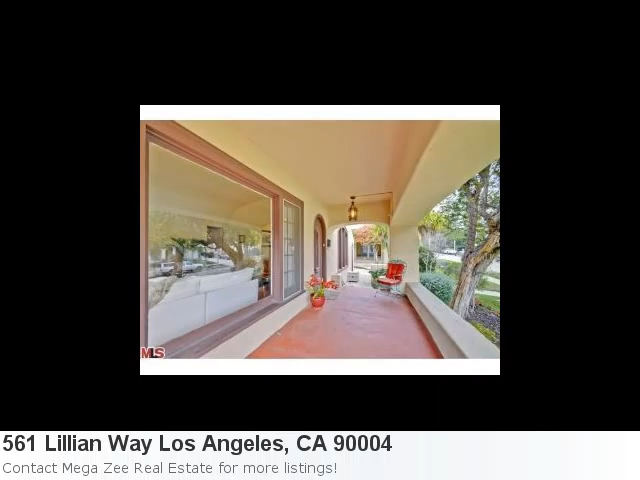 MLS
561 Lillian Way Los Angeles, CA 90004
Contact Mega Zee Real Estate for more listings!